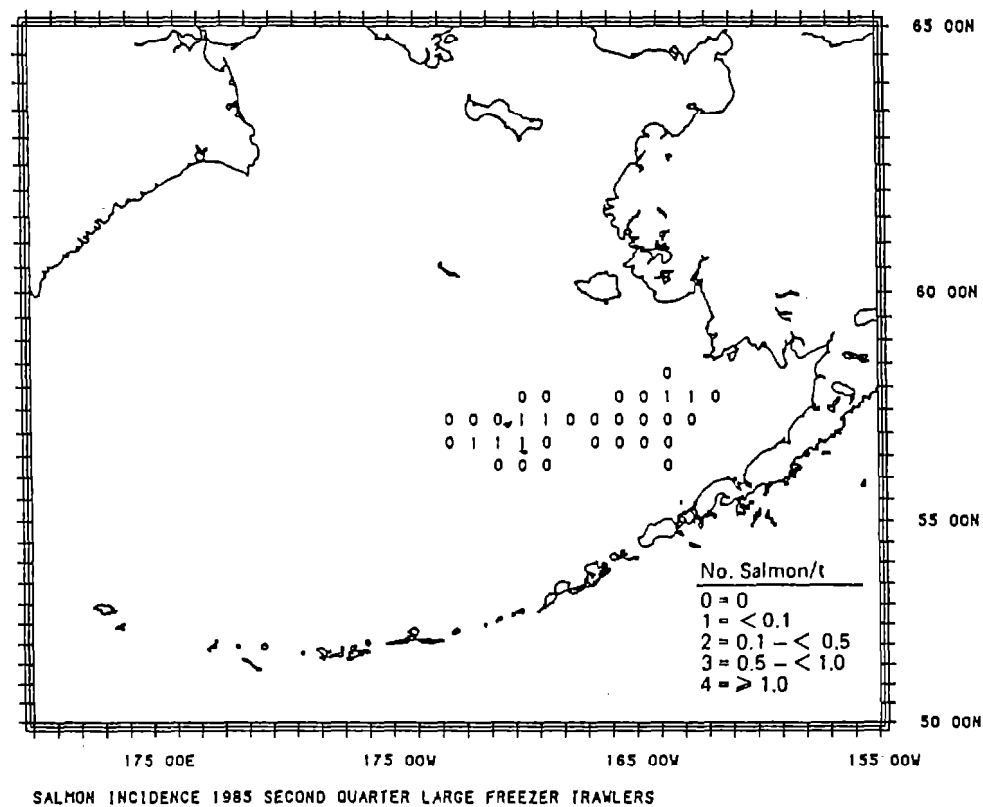 65 00N
60 00N
0
0 0 0 0 1 1 0
0 0 0 1 1 0 0 0 0 0 0
0 1 1 1 0 0 0 0 0
0 0 0 0
55 00N
No. Salmon/t
0 = 0
1 = < 0.1
2 = 0.1 – < 0.5
3 = 0.5 – < 1.0
4 = ⩾ 1.0
50 00N
175 00E 175 00W 165 00W 155 00W
SALMON INCIDENCE 1985 SECOND QUARTER LARGE FREEZER TRAWLERS